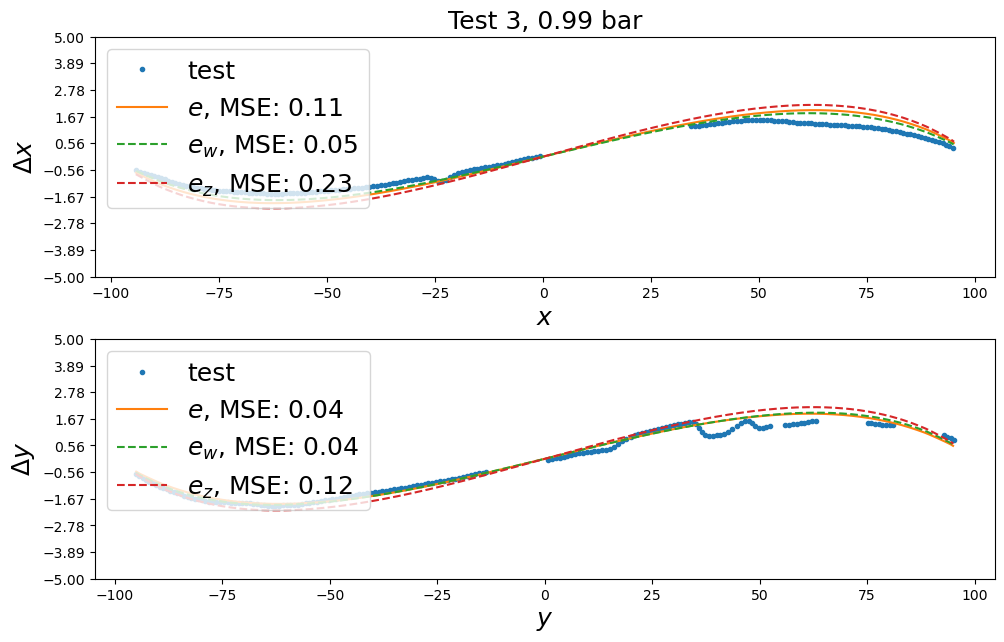 Test 3, 0.99 bar
5.00
3.89
2.78
1.67
0.56
−0.56
−1.67
−2.78
−3.89
−5.00
Δx
test
e, MSE: 0.11
e_w, MSE: 0.05
e_z, MSE: 0.23
−100 −75 −50 −25 0 25 50 75 100
x
5.00
3.89
2.78
1.67
0.56
−0.56
−1.67
−2.78
−3.89
−5.00
Δy
test
e, MSE: 0.04
e_w, MSE: 0.04
e_z, MSE: 0.12
−100 −75 −50 −25 0 25 50 75 100
y